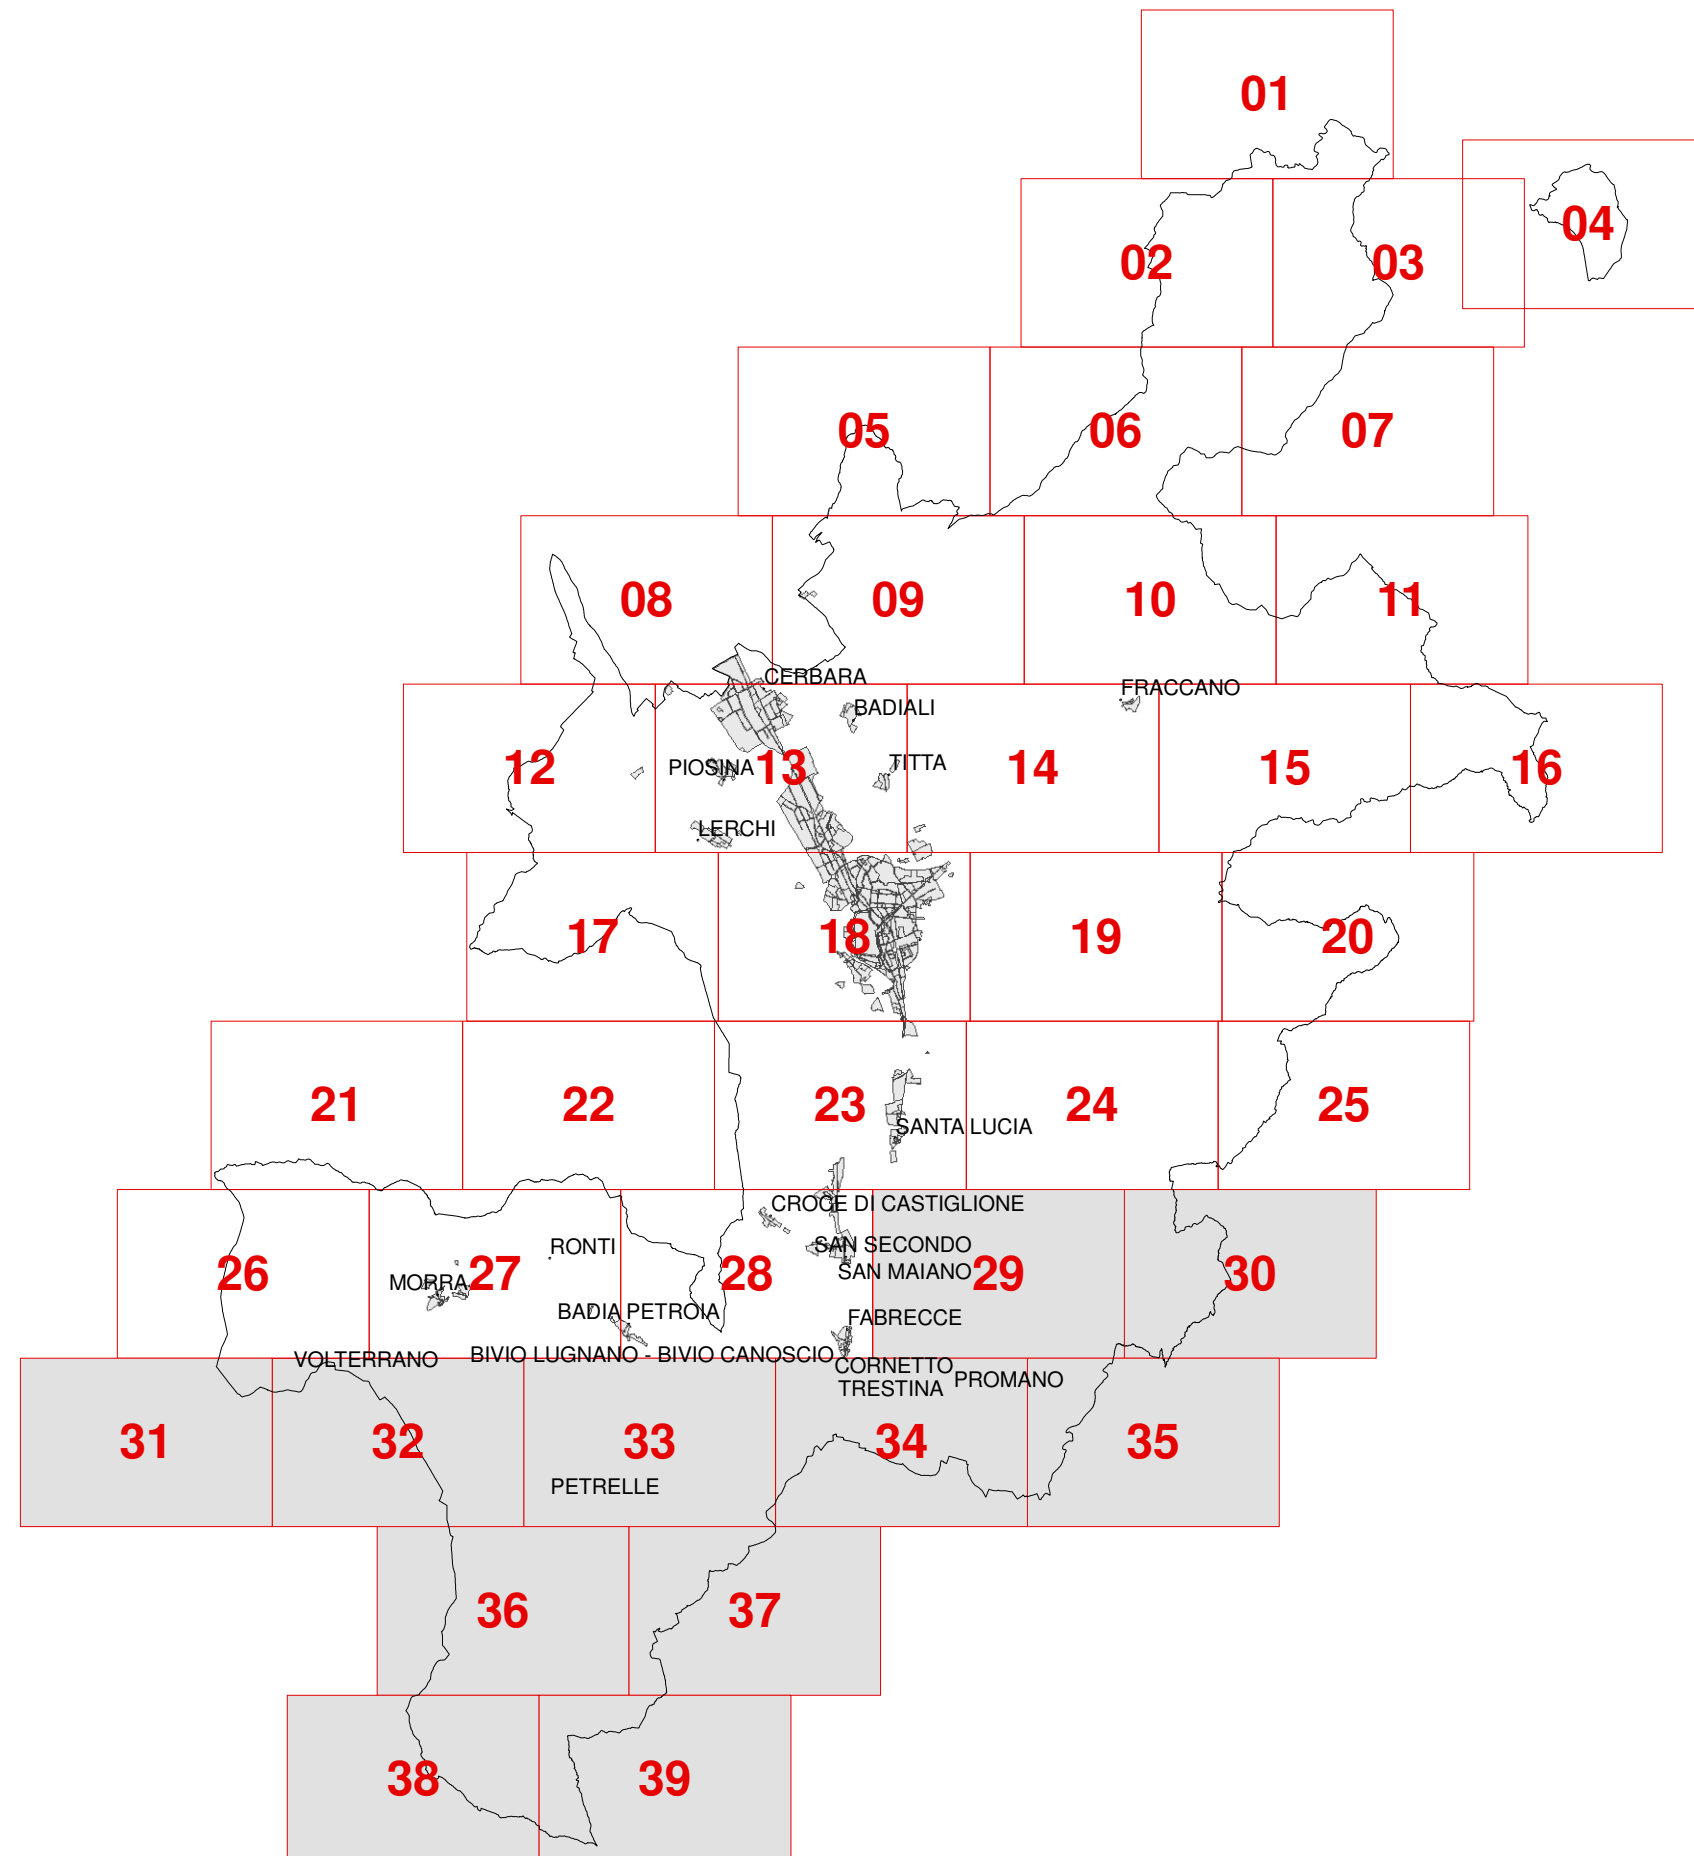 01
04
02
03
05
06
07
08
09
10
11
CERBARA
FRACCANO
BADIALI
PIOSINA
TITTA
12
13
14
15
16
LERCHI
17
18
19
20
21
22
23
24
25
SANTA LUCIA
CROCE DI CASTIGLIONE
RONTI
SAN SECONDO
SAN MAIANO
26
27
28
29
30
MORRA
BADIA PETROIA
FABRECCE
VOLTERRANO
BIVIO LUGNANO - BIVIO CANOSCIO
CORNETTO
PROMANO
TRESTINA
31
32
33
34
35
PETRELLE
36
37
38
39